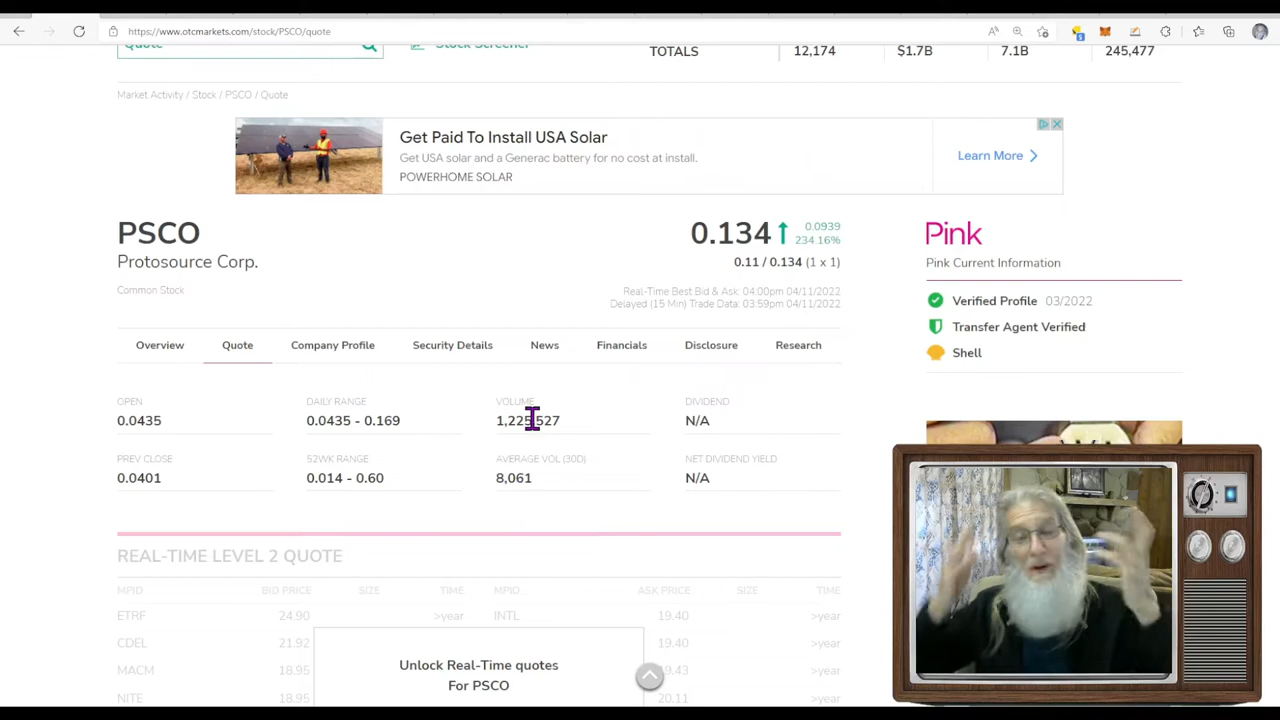 https://www.otcmarkets.com/stock/PSCO/quote
Quote
Stock Screener
TOTALS 12,174 $1.7B 7.1B 245,477
Market Activity / Stock / PSCO / Quote
Get Paid To Install USA Solar
Get USA solar and a Generac battery for no cost at install.
POWERHOME SOLAR
Learn More
PSCO
Protosource Corp.
Common Stock
0.134 0.0939
234.16%
0.11 / 0.134 (1 x 1)
Real-Time Best Bid & Ask: 04:00pm 04/11/2022
Delayed (15 Min) Trade Data: 03:59pm 04/11/2022
Pink
Pink Current Information
Verified Profile 03/2022
Transfer Agent Verified
Shell
Overview Quote Company Profile Security Details News Financials Disclosure Research
OPEN DAILY RANGE VOLUME DIVIDEND
0.0435 0.0435 - 0.169 1,225,527 N/A
PREV CLOSE 52WK RANGE AVERAGE VOL (30D) NET DIVIDEND YIELD
0.0401 0.014 - 0.60 8,061 N/A
REAL-TIME LEVEL 2 QUOTE
MPID BID PRICE SIZE TIME MPID ASK PRICE SIZE TIME
ETRF 24.90 >year INTL 19.40 >year
CDEL 21.92 19.40 >year
MACM 18.95 >year
NITE 18.95 20.11 >year
Unlock Real-Time quotes
For PSCO